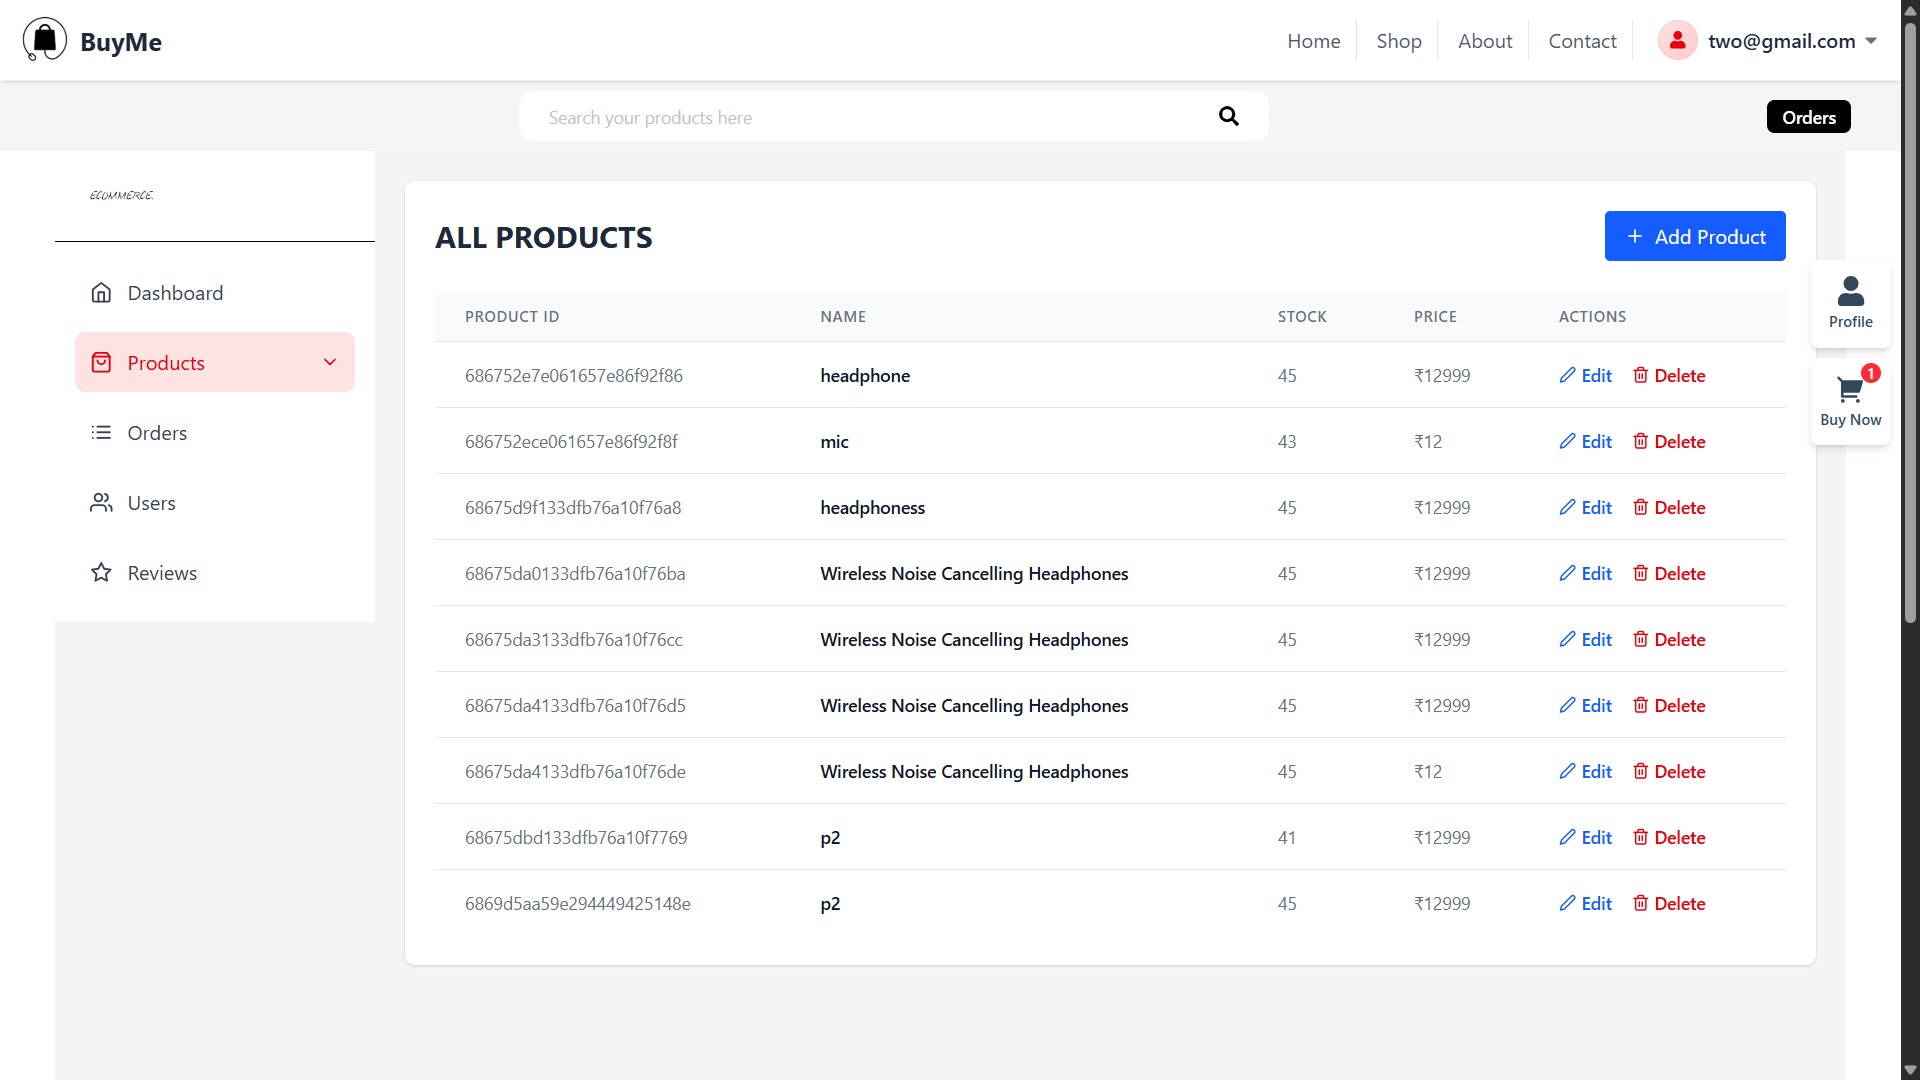 BuyMe
Home Shop About Contact two@gmail.com
Search your products here
Orders
ECOMMERCE.
Dashboard
Products
Orders
Users
Reviews
ALL PRODUCTS
+ Add Product
PRODUCT ID NAME STOCK PRICE ACTIONS
686752e7e061657e86f92f86 headphone 45 ₹12999 Edit Delete
686752ece061657e86f92f8f mic 43 ₹12 Edit Delete
68675d9f133dfb76a10f76a8 headphoness 45 ₹12999 Edit Delete
68675da0133dfb76a10f76ba Wireless Noise Cancelling Headphones 45 ₹12999 Edit Delete
68675da3133dfb76a10f76cc Wireless Noise Cancelling Headphones 45 ₹12999 Edit Delete
68675da4133dfb76a10f76d5 Wireless Noise Cancelling Headphones 45 ₹12999 Edit Delete
68675da4133dfb76a10f76de Wireless Noise Cancelling Headphones 45 ₹12 Edit Delete
68675dbd133dfb76a10f7769 p2 41 ₹12999 Edit Delete
6869d5aa59e294449425148e p2 45 ₹12999 Edit Delete
Profile
1
Buy Now